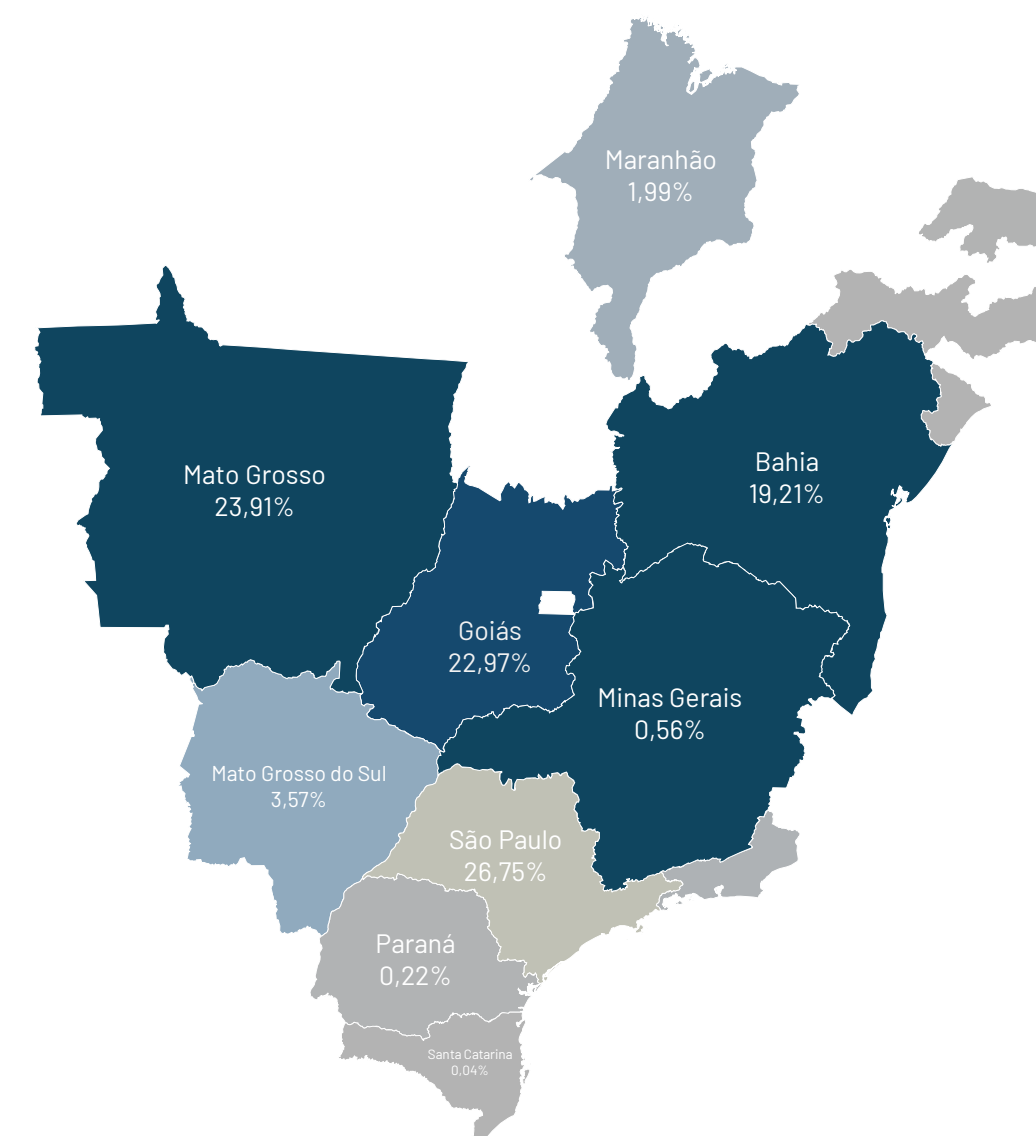 Maranhão
1,99%
Mato Grosso
23,91%
Bahia
19,21%
Goiás
22,97%
Minas Gerais
0,56%
Mato Grosso do Sul
3,57%
São Paulo
26,75%
Paraná
0,22%
Santa Catarina
0,04%